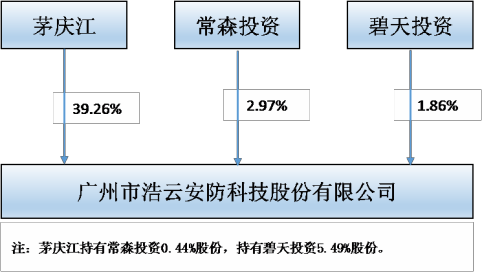 茅庆江 常森投资 碧天投资
39.26% 2.97% 1.86%
广州市浩云安防科技股份有限公司
注：茅庆江持有常森投资0.44%股份，持有碧天投资5.49%股份。